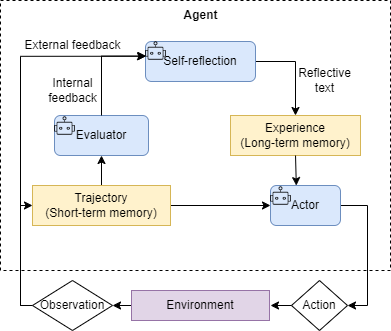 Agent
External feedback
Self-reflection
Internal
feedback
Reflective
text
Evaluator
Experience
(Long-term memory)
Trajectory
(Short-term memory)
Actor
Observation
Environment
Action